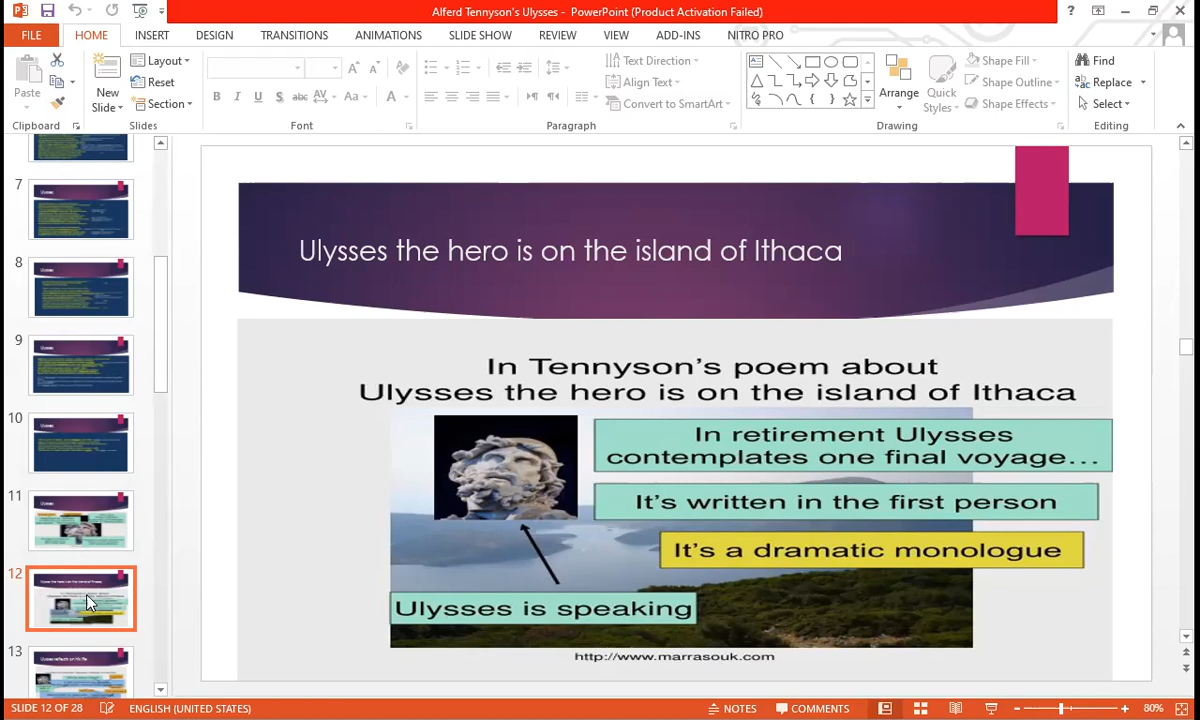 Alferd Tennyson's Ulysses - PowerPoint (Product Activation Failed)
FILE HOME INSERT DESIGN TRANSITIONS ANIMATIONS SLIDE SHOW REVIEW VIEW ADD-INS NITRO PRO
Paste
New
Slide
Layout
Reset
Section
Text Direction
Align Text
Convert to SmartArt
Arrange
Quick
Styles
Shape Fill
Shape Outline
Shape Effects
Find
Replace
Select
Clipboard Slides Font Paragraph Drawing Editing
7
8
9
10
11
12
13
Ulysses the hero is on the island of Ithaca
In Tennyson's poem about
Ulysses the hero is on the island of Ithaca
In retirement Ulysses
contemplates one final voyage...
It's written in the first person
It's a dramatic monologue
Ulysses is speaking
http://www.marrasouk.com
SLIDE 12 OF 28 ENGLISH (UNITED STATES) NOTES COMMENTS 80%